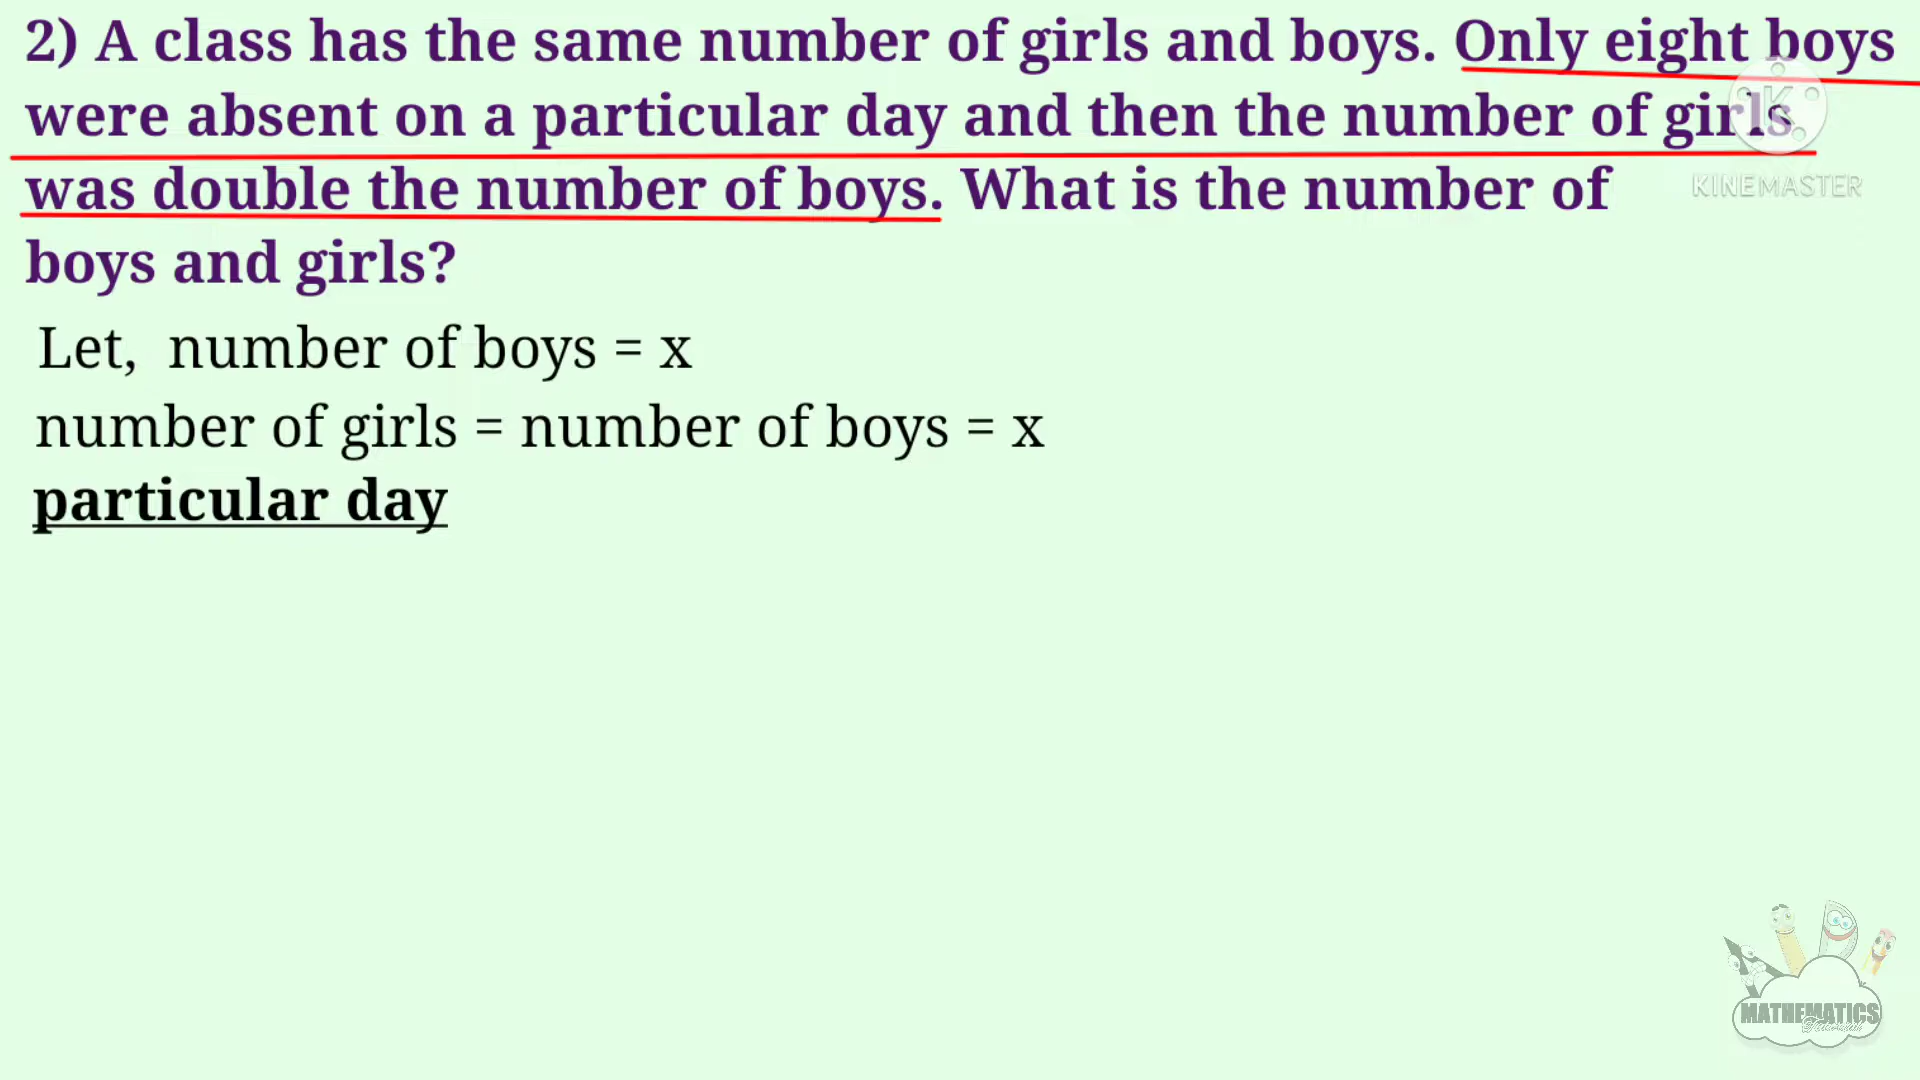 2) A class has the same number of girls and boys. Only eight boys
were absent on a particular day and then the number of girls
was double the number of boys. What is the number of
boys and girls?
KINEMASTER
Let, number of boys = x
number of girls = number of boys = x
particular day
MATHEMATICS